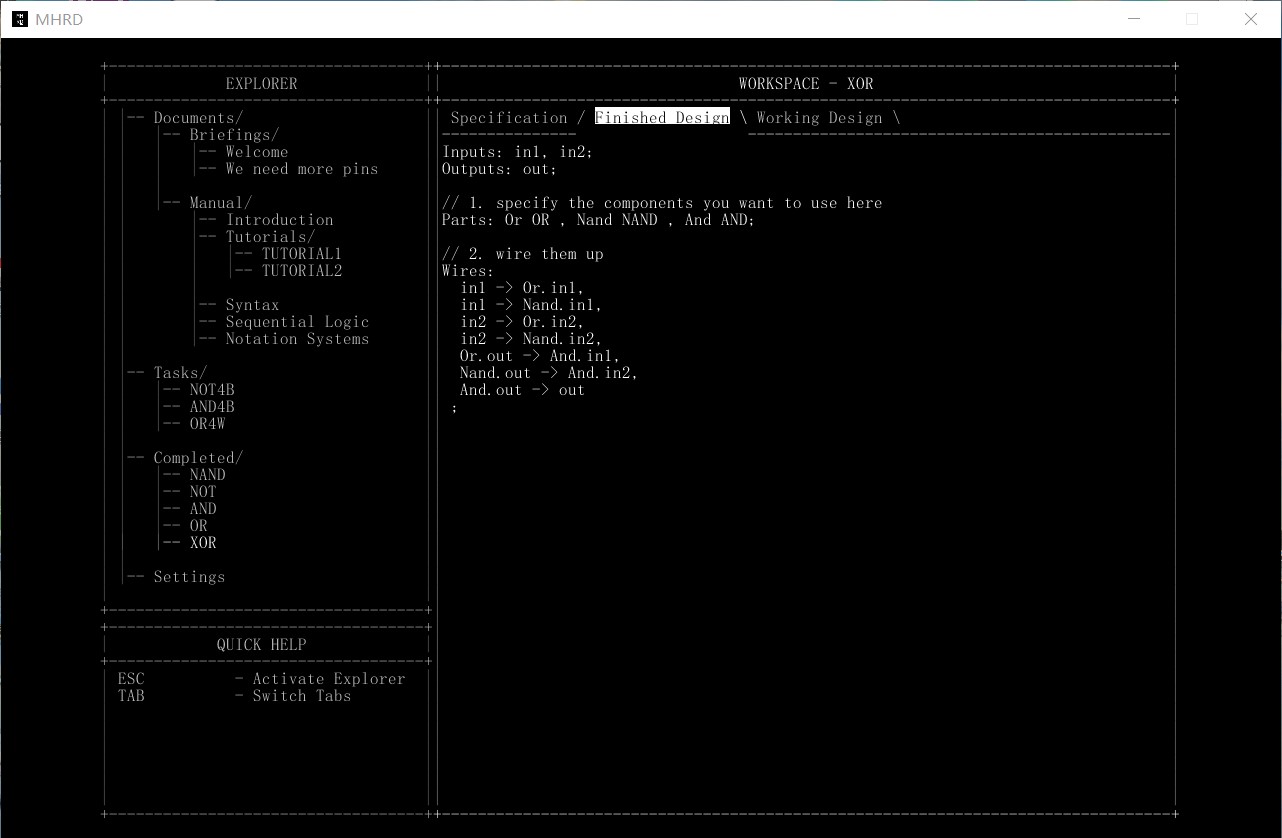 MHRD
EXPLORER
Documents/
Briefings/
Welcome
We need more pins
Manual/
Introduction
Tutorials/
TUTORIAL1
TUTORIAL2
Syntax
Sequential Logic
Notation Systems
Tasks/
NOT4B
AND4B
OR4W
Completed/
NAND
NOT
AND
OR
XOR
Settings
QUICK HELP
ESC - Activate Explorer
TAB - Switch Tabs
WORKSPACE - XOR
Specification / Finished Design \ Working Design \
Inputs: in1, in2;
Outputs: out;
// 1. specify the components you want to use here
Parts: Or OR , Nand NAND , And AND;
// 2. wire them up
Wires:
in1 -> Or.in1,
in1 -> Nand.in1,
in2 -> Or.in2,
in2 -> Nand.in2,
Or.out -> And.in1,
Nand.out -> And.in2,
And.out -> out
;